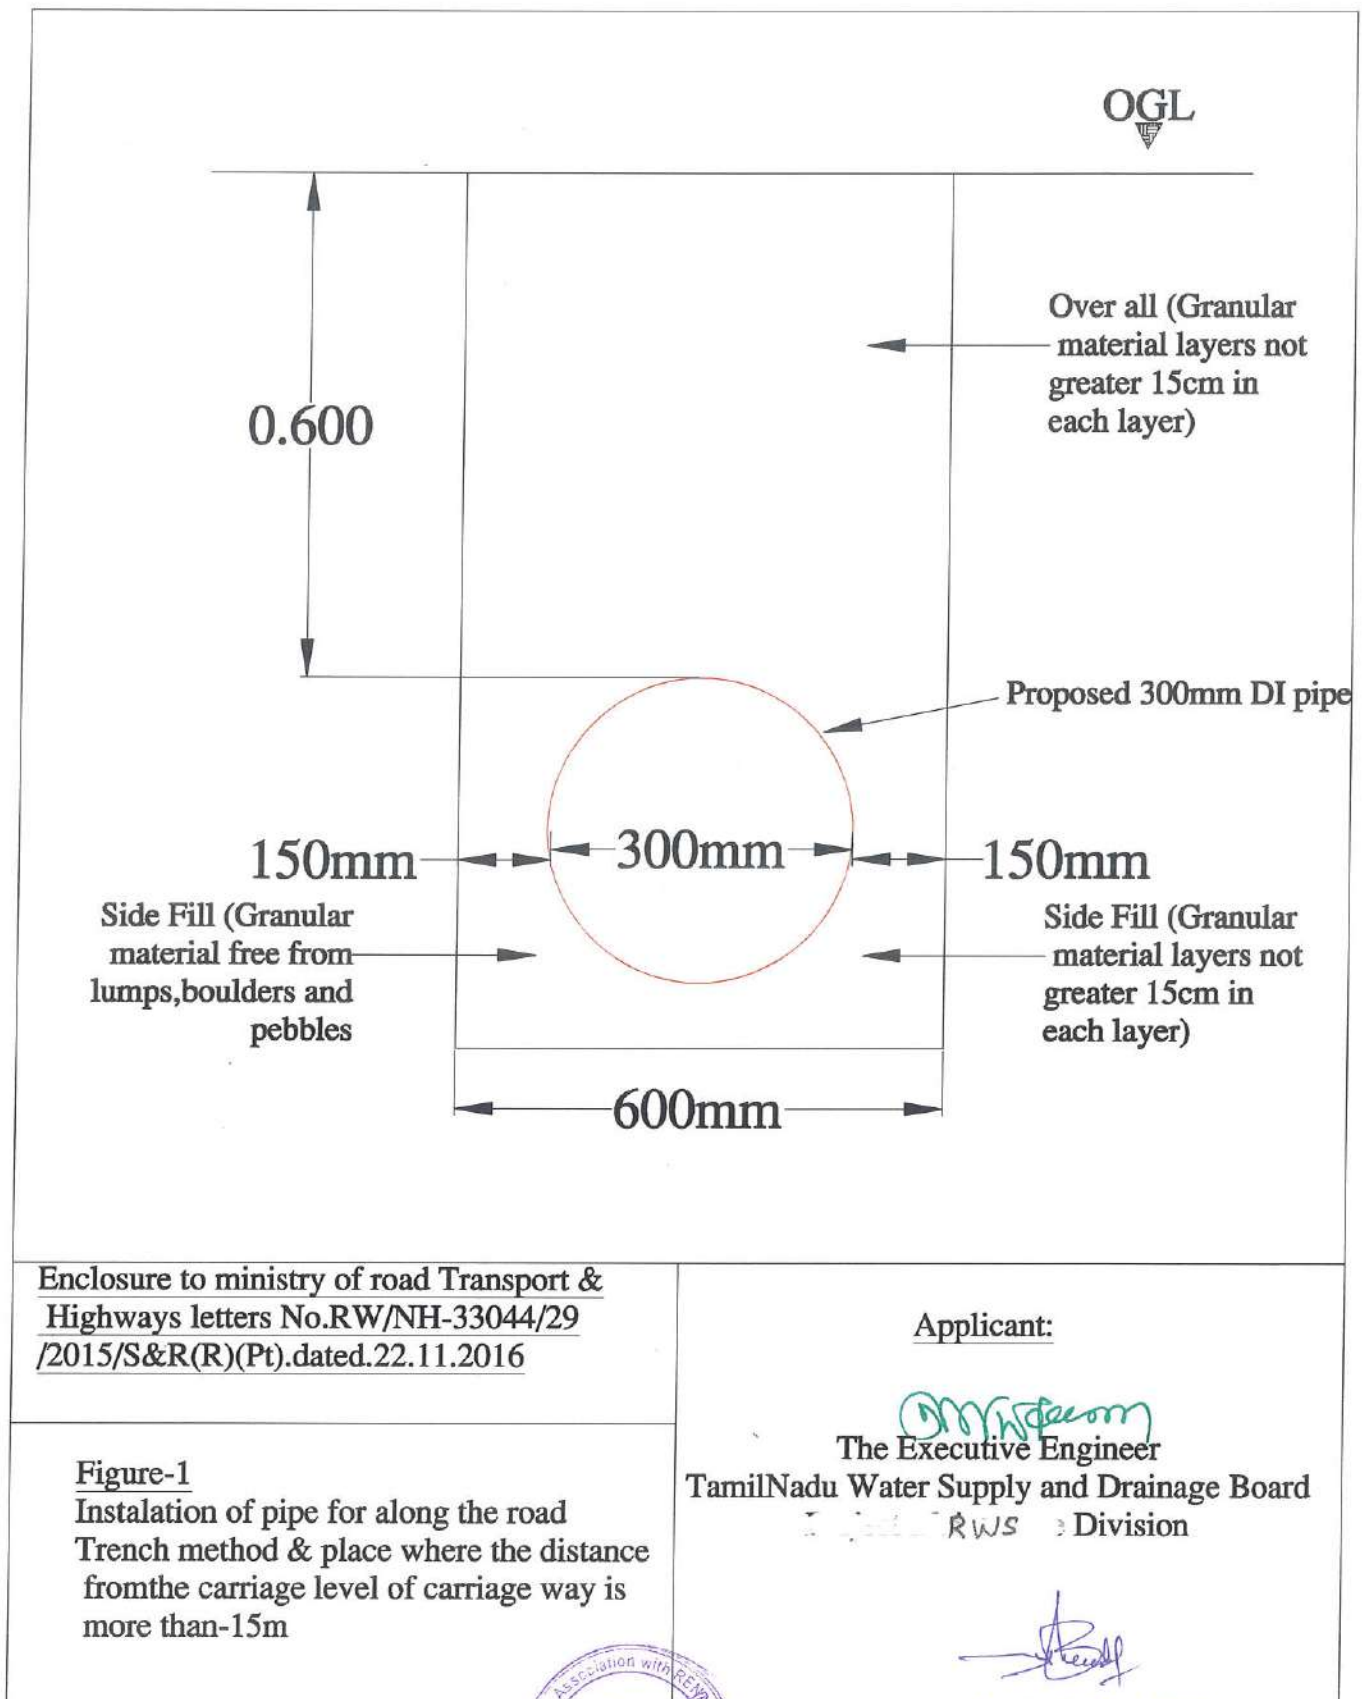 OGL
Over all (Granular
material layers not
greater 15cm in
each layer)
0.600
Proposed 300mm DI pipe
150mm
300mm
150mm
Side Fill (Granular
material free from
lumps,boulders and
pebbles
Side Fill (Granular
material layers not
greater 15cm in
each layer)
600mm
Enclosure to ministry of road Transport &
Highways letters No.RW/NH-33044/29
/2015/S&R(R)(Pt).dated.22.11.2016
Figure-1
Instalation of pipe for along the road
Trench method & place where the distance
fromthe carriage level of carriage way is
more than-15m
Applicant:
The Executive Engineer
TamilNadu Water Supply and Drainage Board
RWS Division
Association with